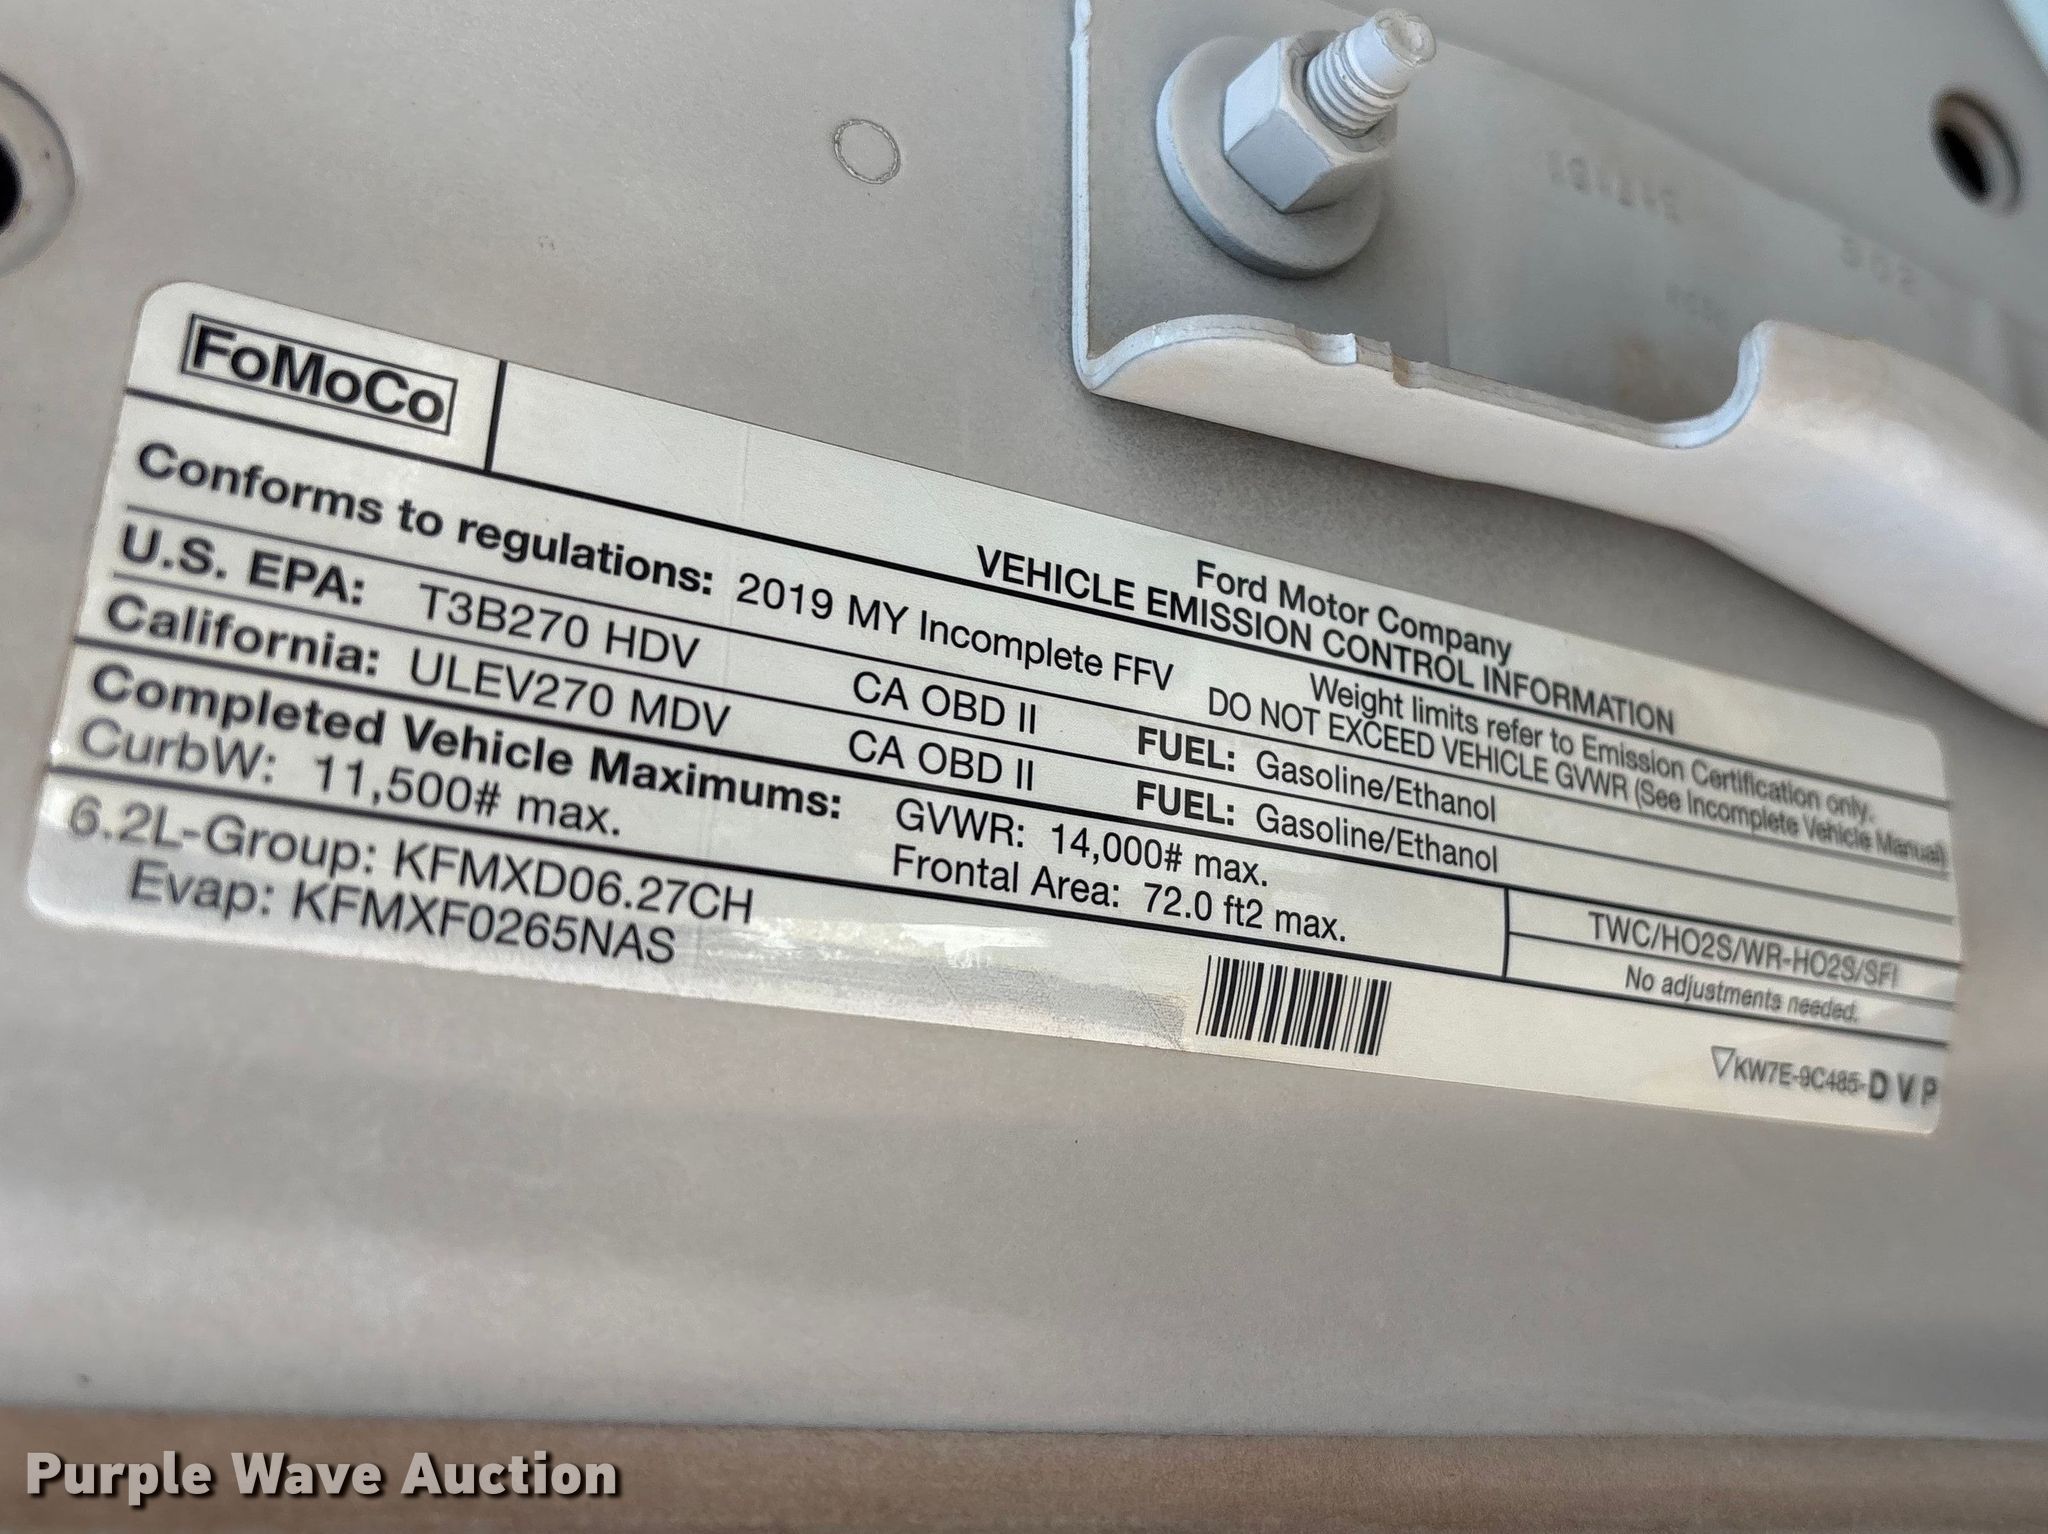 FoMoCo
Ford Motor Company
VEHICLE EMISSION CONTROL INFORMATION
Conforms to regulations: 2019 MY Incomplete FFV
Weight limits refer to Emission Certification only.
DO NOT EXCEED VEHICLE GVWR (See Incomplete Vehicle Manual)
U.S. EPA: T3B270 HDV CA OBD II FUEL: Gasoline/Ethanol
California: ULEV270 MDV CA OBD II FUEL: Gasoline/Ethanol
Completed Vehicle Maximums: GVWR: 14,000# max.
CurbW: 11,500# max. Frontal Area: 72.0 ft2 max.
TWC/HO2S/WR-HO2S/SFI
No adjustments needed.
6.2L-Group: KFMXD06.27CH
Evap: KFMXF0265NAS
KW7E-9C485-D V P
Purple Wave Auction